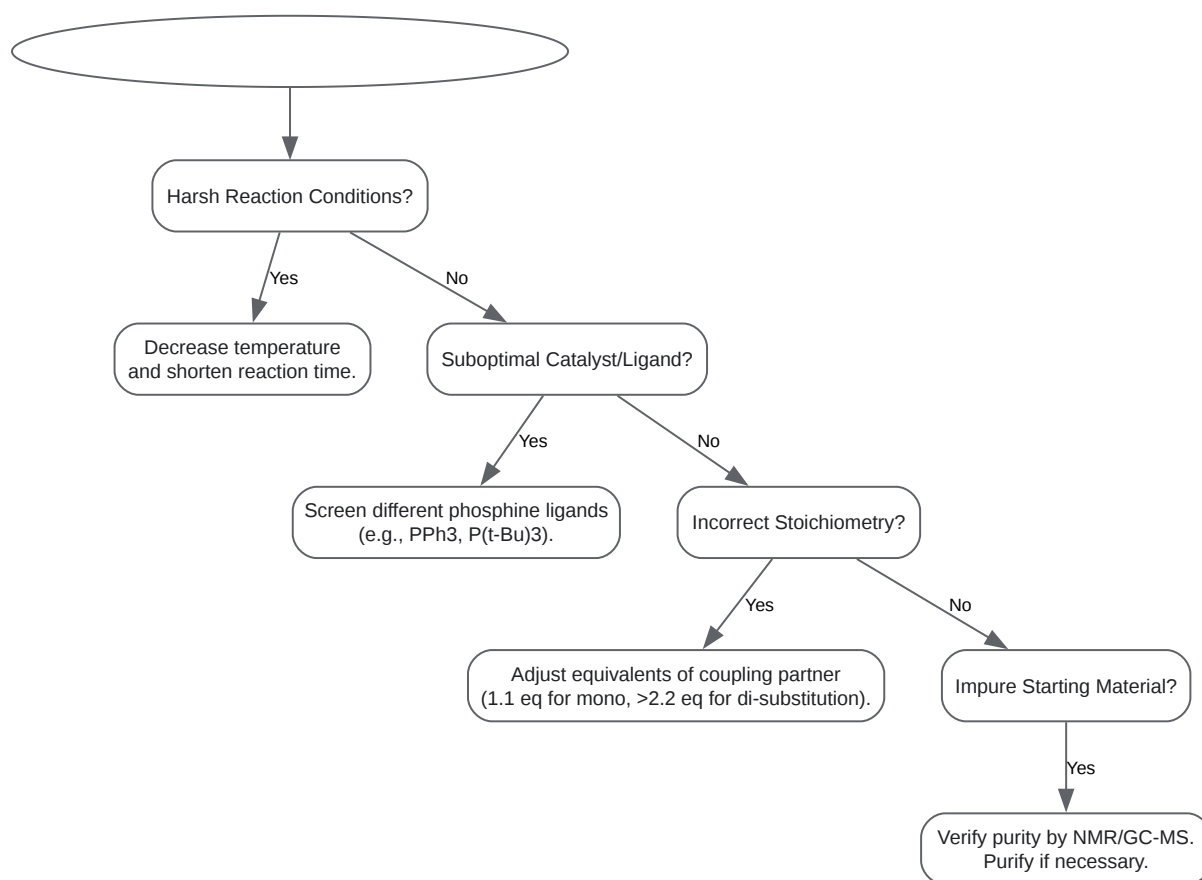 Harsh Reaction Conditions?
Yes
No
Decrease temperature
and shorten reaction time.
Suboptimal Catalyst/Ligand?
Yes
No
Screen different phosphine ligands
(e.g., PPh3, P(t-Bu)3).
Incorrect Stoichiometry?
Yes
No
Adjust equivalents of coupling partner
(1.1 eq for mono, >2.2 eq for di-substitution).
Impure Starting Material?
Yes
Verify purity by NMR/GC-MS.
Purify if necessary.